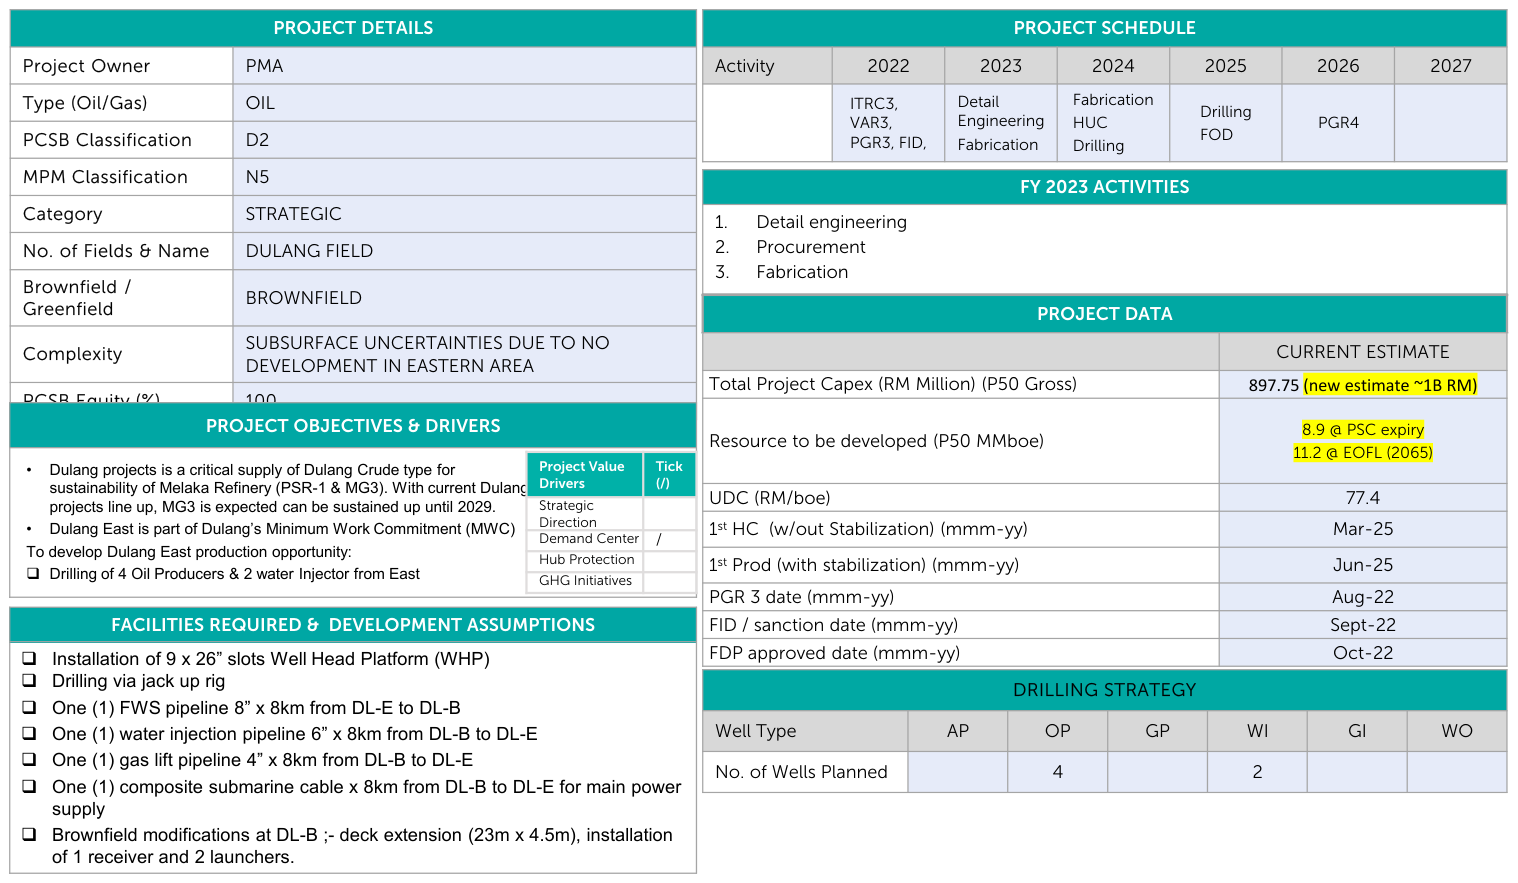 PROJECT DETAILS
Project Owner PMA
Type (Oil/Gas) OIL
PCSB Classification D2
MPM Classification N5
Category STRATEGIC
No. of Fields & Name DULANG FIELD
Brownfield /
Greenfield
BROWNFIELD
Complexity
SUBSURFACE UNCERTAINTIES DUE TO NO
DEVELOPMENT IN EASTERN AREA
PCSB Equity (%) 100
PROJECT OBJECTIVES & DRIVERS
• Dulang projects is a critical supply of Dulang Crude type for
sustainability of Melaka Refinery (PSR-1 & MG3). With current Dulang
projects line up, MG3 is expected can be sustained up until 2029.
• Dulang East is part of Dulang's Minimum Work Commitment (MWC)
To develop Dulang East production opportunity:
❑ Drilling of 4 Oil Producers & 2 water Injector from East
Project Value
Drivers
Tick
(/)
Strategic
Direction
Demand Center /
Hub Protection
GHG Initiatives
FACILITIES REQUIRED & DEVELOPMENT ASSUMPTIONS
❑ Installation of 9 x 26” slots Well Head Platform (WHP)
❑ Drilling via jack up rig
❑ One (1) FWS pipeline 8” x 8km from DL-E to DL-B
❑ One (1) water injection pipeline 6” x 8km from DL-B to DL-E
❑ One (1) gas lift pipeline 4” x 8km from DL-B to DL-E
❑ One (1) composite submarine cable x 8km from DL-B to DL-E for main power
supply
❑ Brownfield modifications at DL-B ;- deck extension (23m x 4.5m), installation
of 1 receiver and 2 launchers.
PROJECT SCHEDULE
Activity 2022 2023 2024 2025 2026 2027
ITRC3,
VAR3,
PGR3, FID,
Detail
Engineering
Fabrication
Fabrication
HUC
Drilling
Drilling
FOD
PGR4
FY 2023 ACTIVITIES
1. Detail engineering
2. Procurement
3. Fabrication
PROJECT DATA
CURRENT ESTIMATE
Total Project Capex (RM Million) (P50 Gross) 897.75 (new estimate ~1B RM)
Resource to be developed (P50 MMboe)
8.9 @ PSC expiry
11.2 @ EOFL (2065)
UDC (RM/boe) 77.4
1st HC (w/out Stabilization) (mmm-yy) Mar-25
1st Prod (with stabilization) (mmm-yy) Jun-25
PGR 3 date (mmm-yy) Aug-22
FID / sanction date (mmm-yy) Sept-22
FDP approved date (mmm-yy) Oct-22
DRILLING STRATEGY
Well Type AP OP GP WI GI WO
No. of Wells Planned 4 2